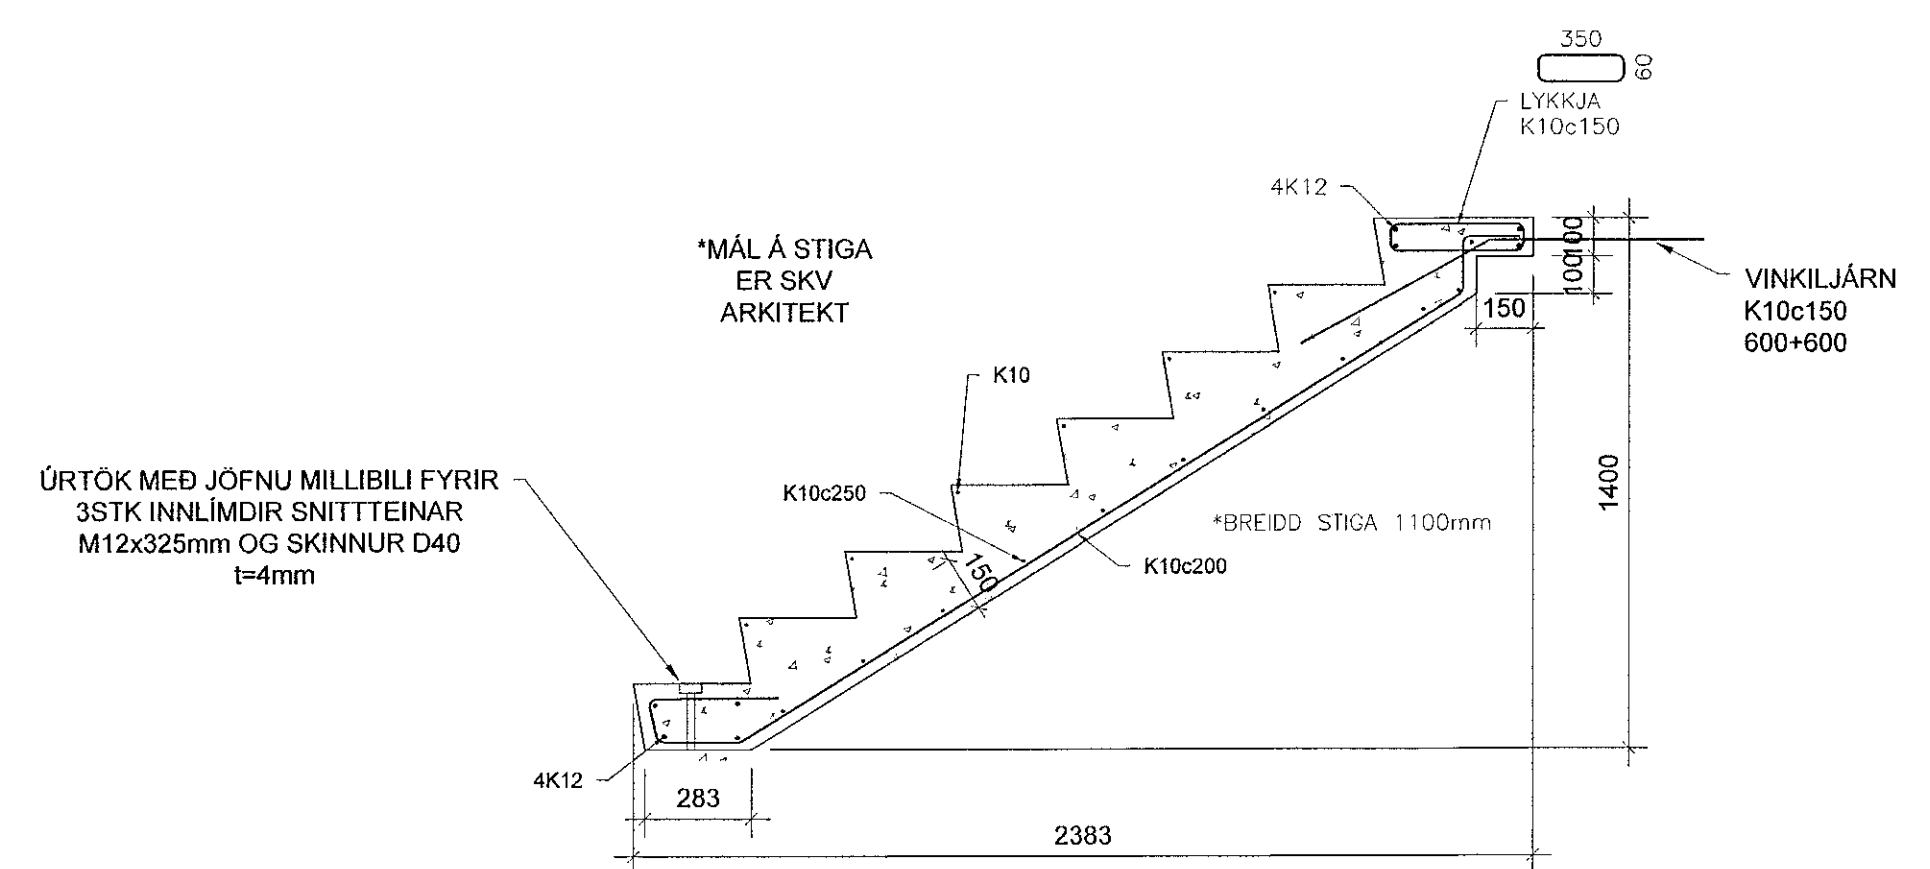 350
60
LYKKJA
K10c150
4K12
*MÁL Á STIGA
ER SKV
ARKITEKT
100
100
150
VINKILJÁRN
K10c150
600+600
K10
ÚRTÖK MEÐ JÖFNU MILLIBILI FYRIR
3STK INNLÍMDIR SNITTTEINAR
M12x325mm OG SKINNUR D40
t=4mm
K10c250
1400
*BREIDD STIGA 1100mm
150
K10c200
4K12
283
2383